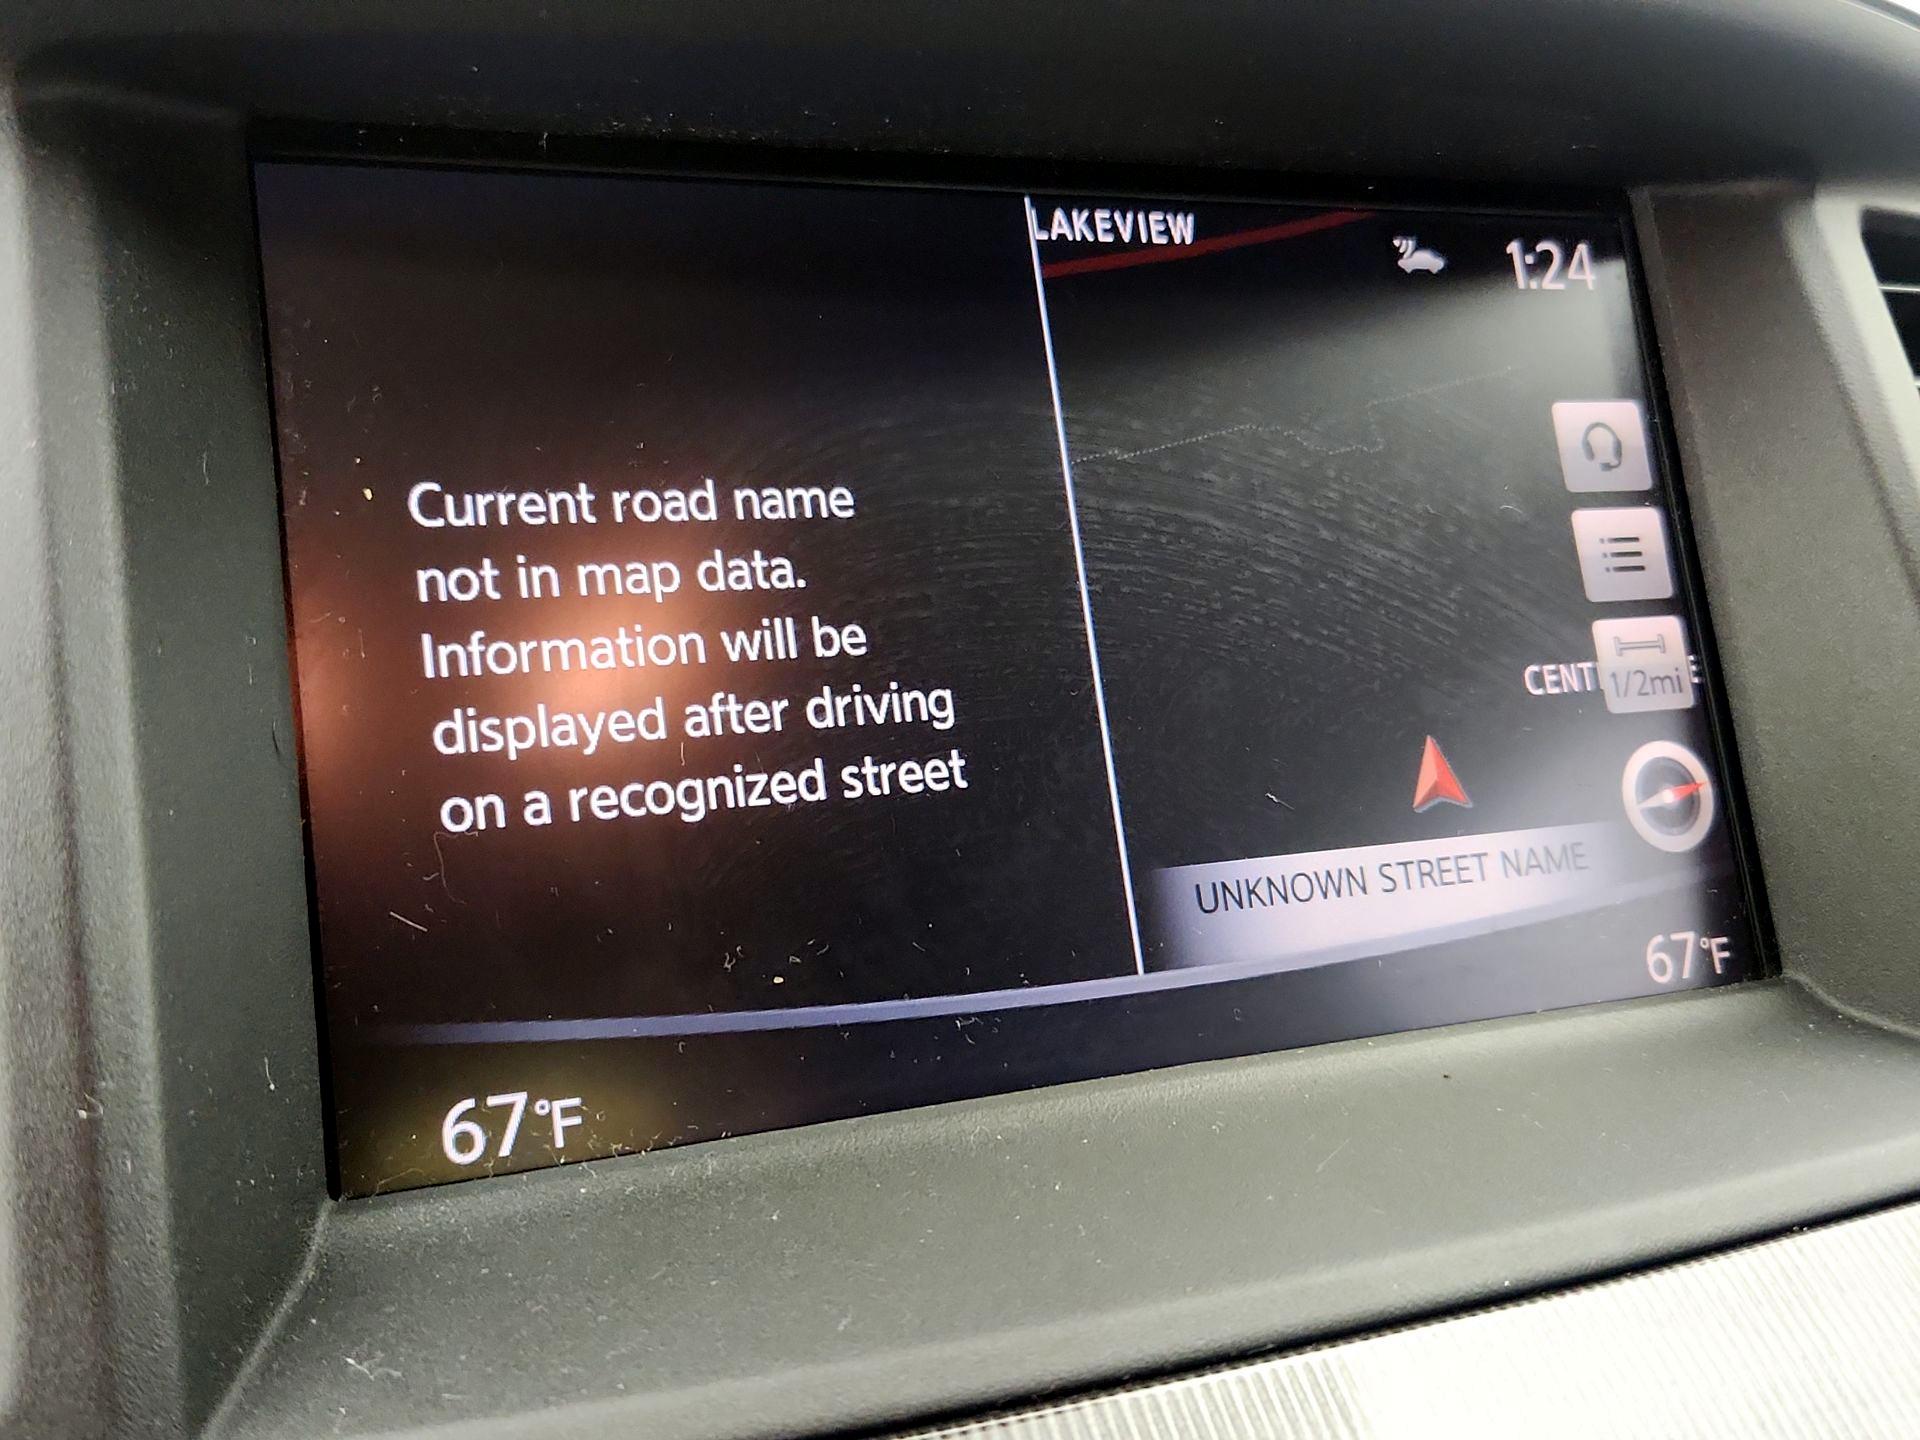 LAKEVIEW
1:24
Current road name
not in map data.
Information will be
displayed after driving
on a recognized street
1/2mi
UNKNOWN STREET NAME
67°F
67°F